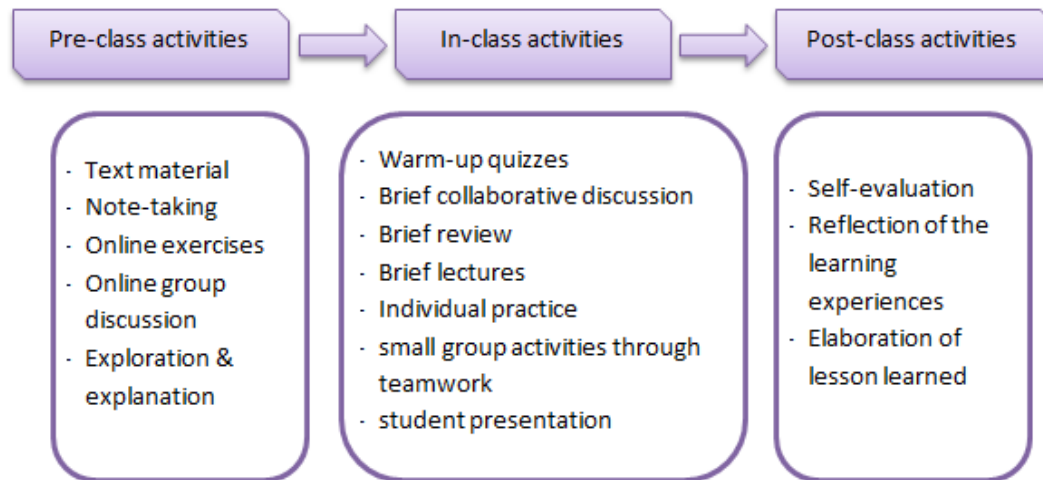 Pre-class activities
In-class activities
Post-class activities
· Text material
· Note-taking
· Online exercises
· Online group
discussion
· Exploration &
explanation
· Warm-up quizzes
· Brief collaborative discussion
· Brief review
· Brief lectures
· Individual practice
· small group activities through
teamwork
· student presentation
· Self-evaluation
· Reflection of the
learning
experiences
· Elaboration of
lesson learned